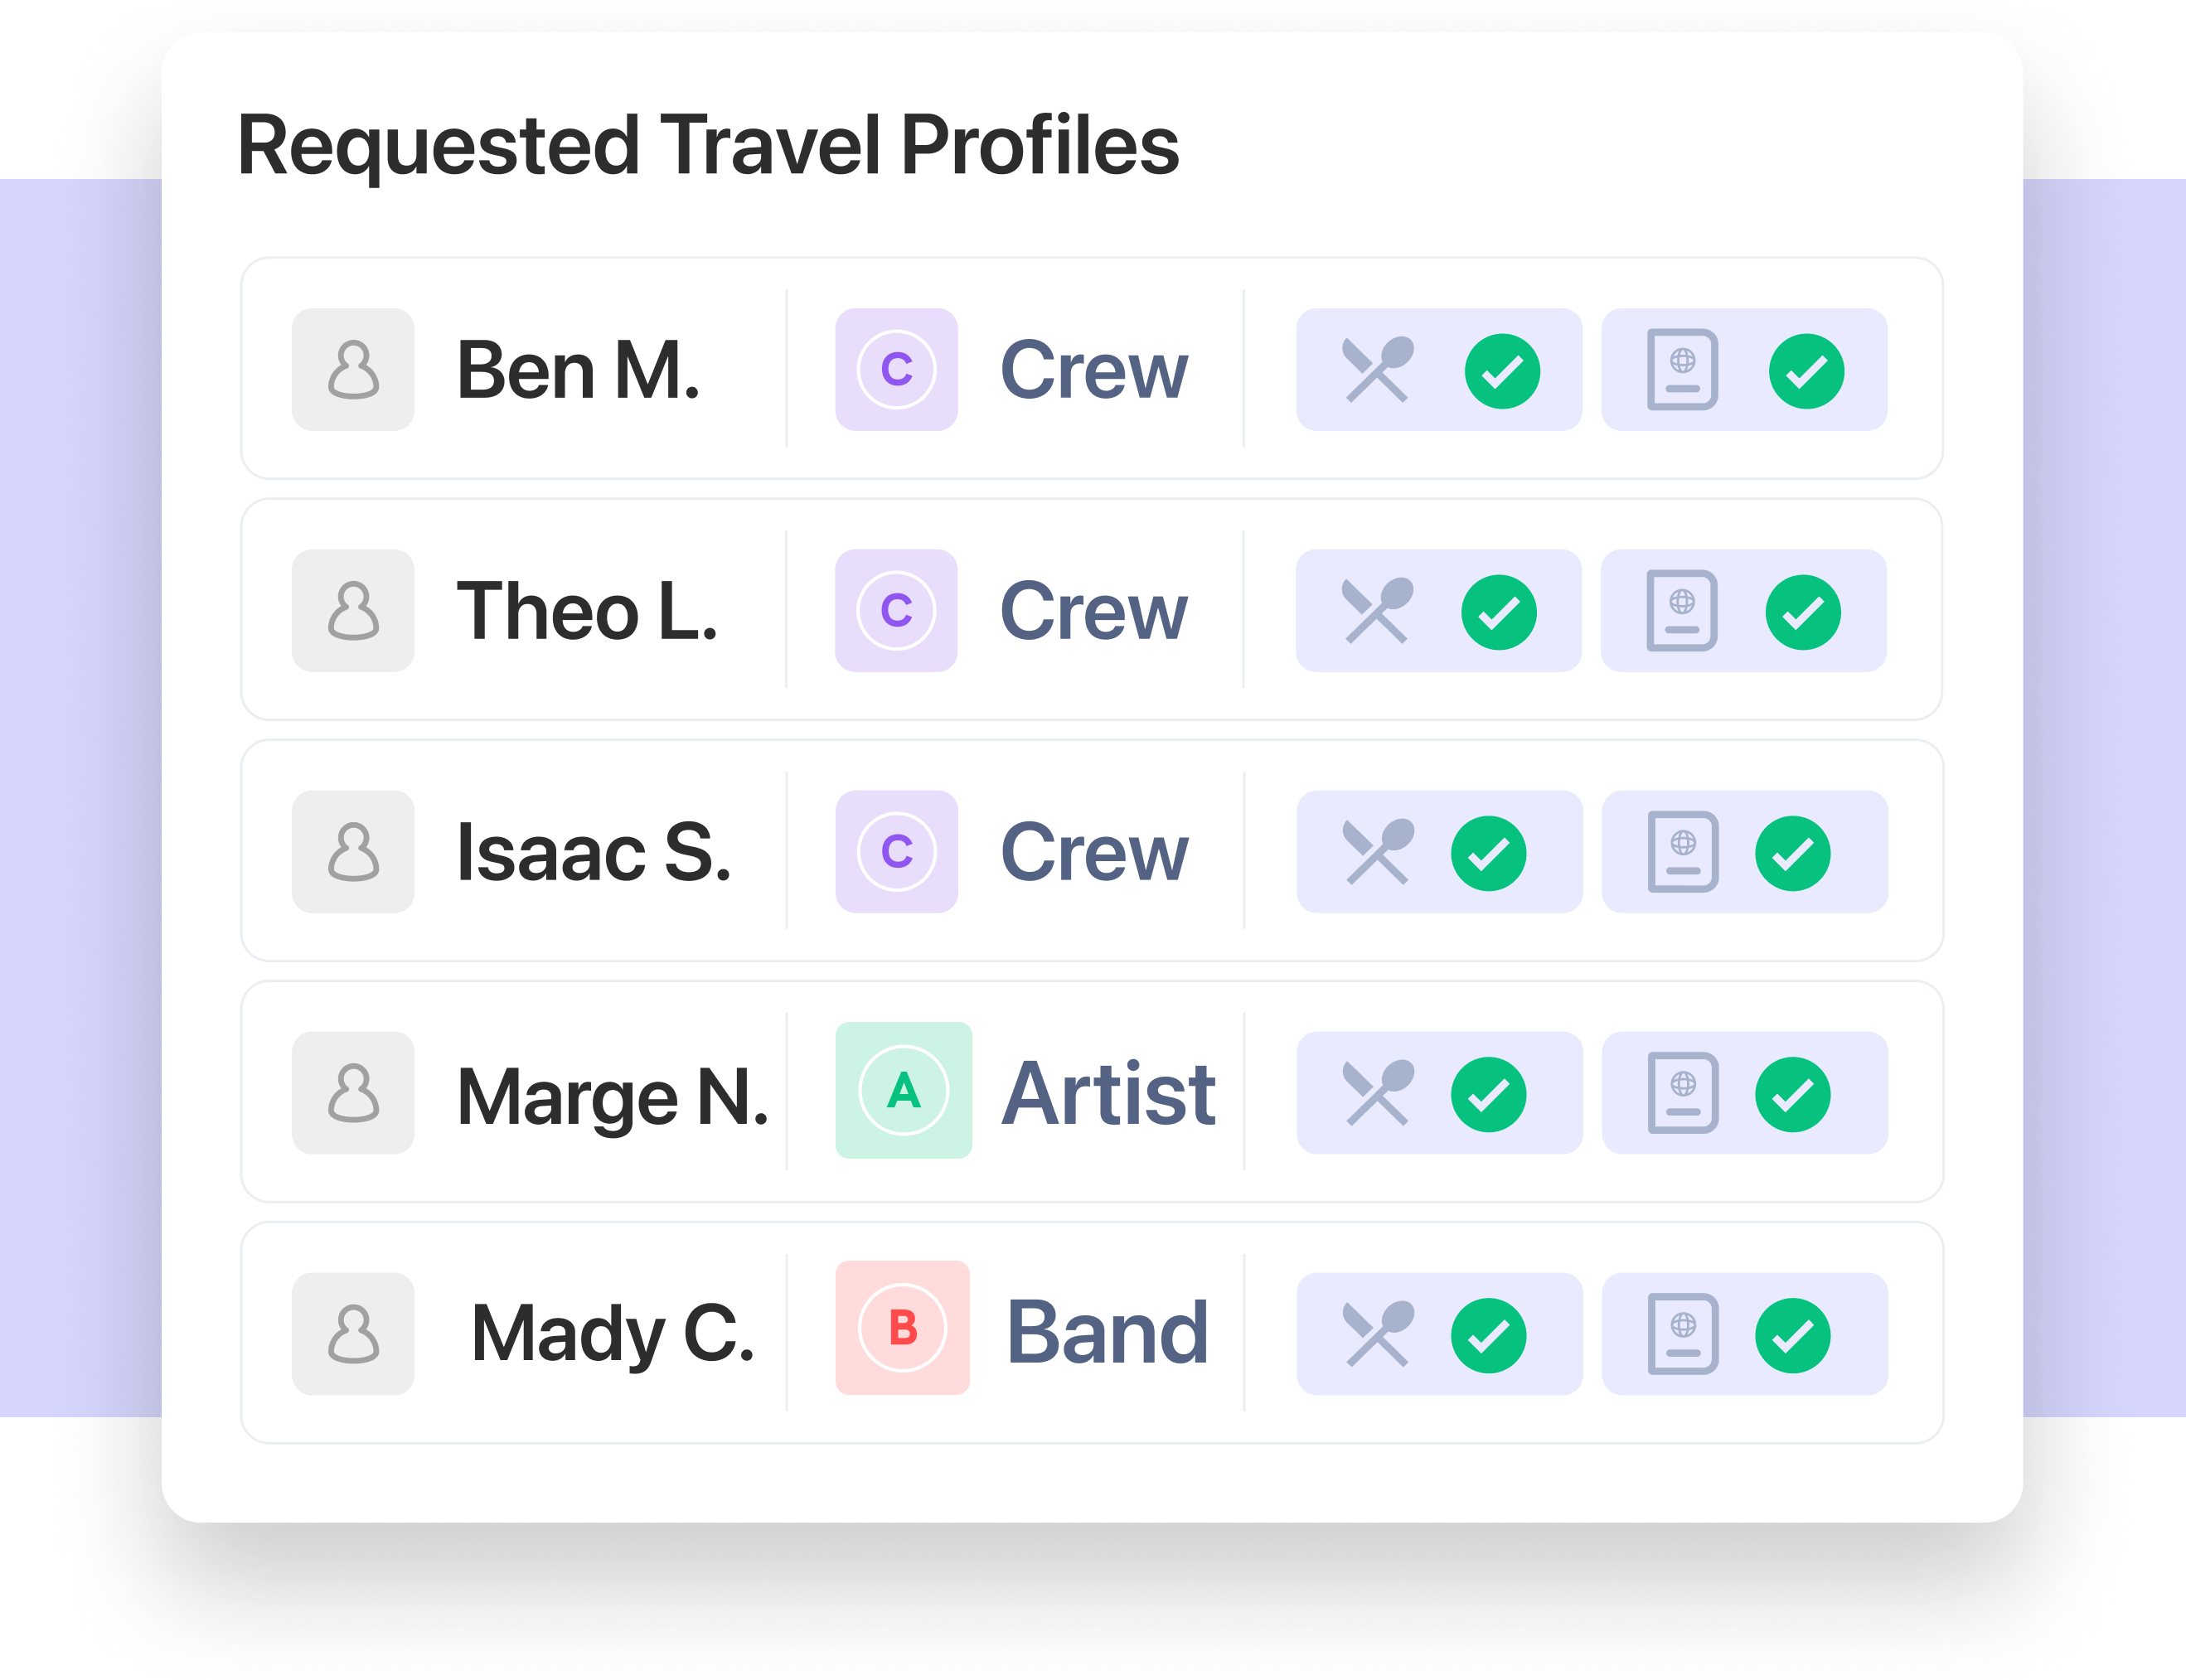 Requested Travel Profiles
Ben M. C Crew
Theo L. C Crew
Isaac S. C Crew
Marge N. A Artist
Mady C. B Band